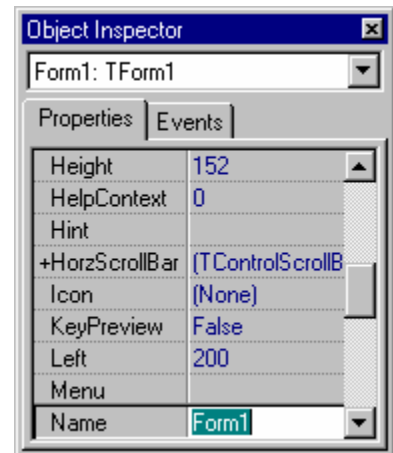 Object Inspector
Form1: TForm1
Properties Events
Height 152
HelpContext 0
Hint
+HorzScrollBar (TControlScrollB
Icon (None)
KeyPreview False
Left 200
Menu
Name Form1